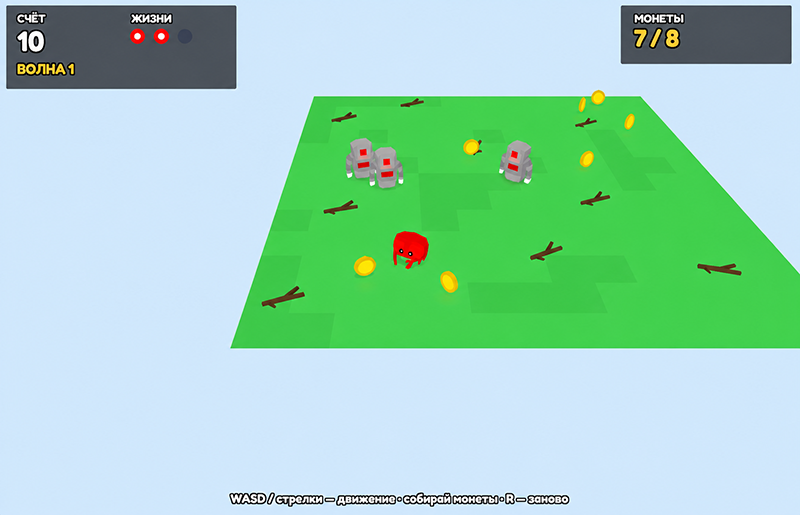 СЧЁТ
10
ВОЛНА 1
ЖИЗНИ
МОНЕТЫ
7 / 8
WASD / стрелки — движение · собирай монеты · R — заново